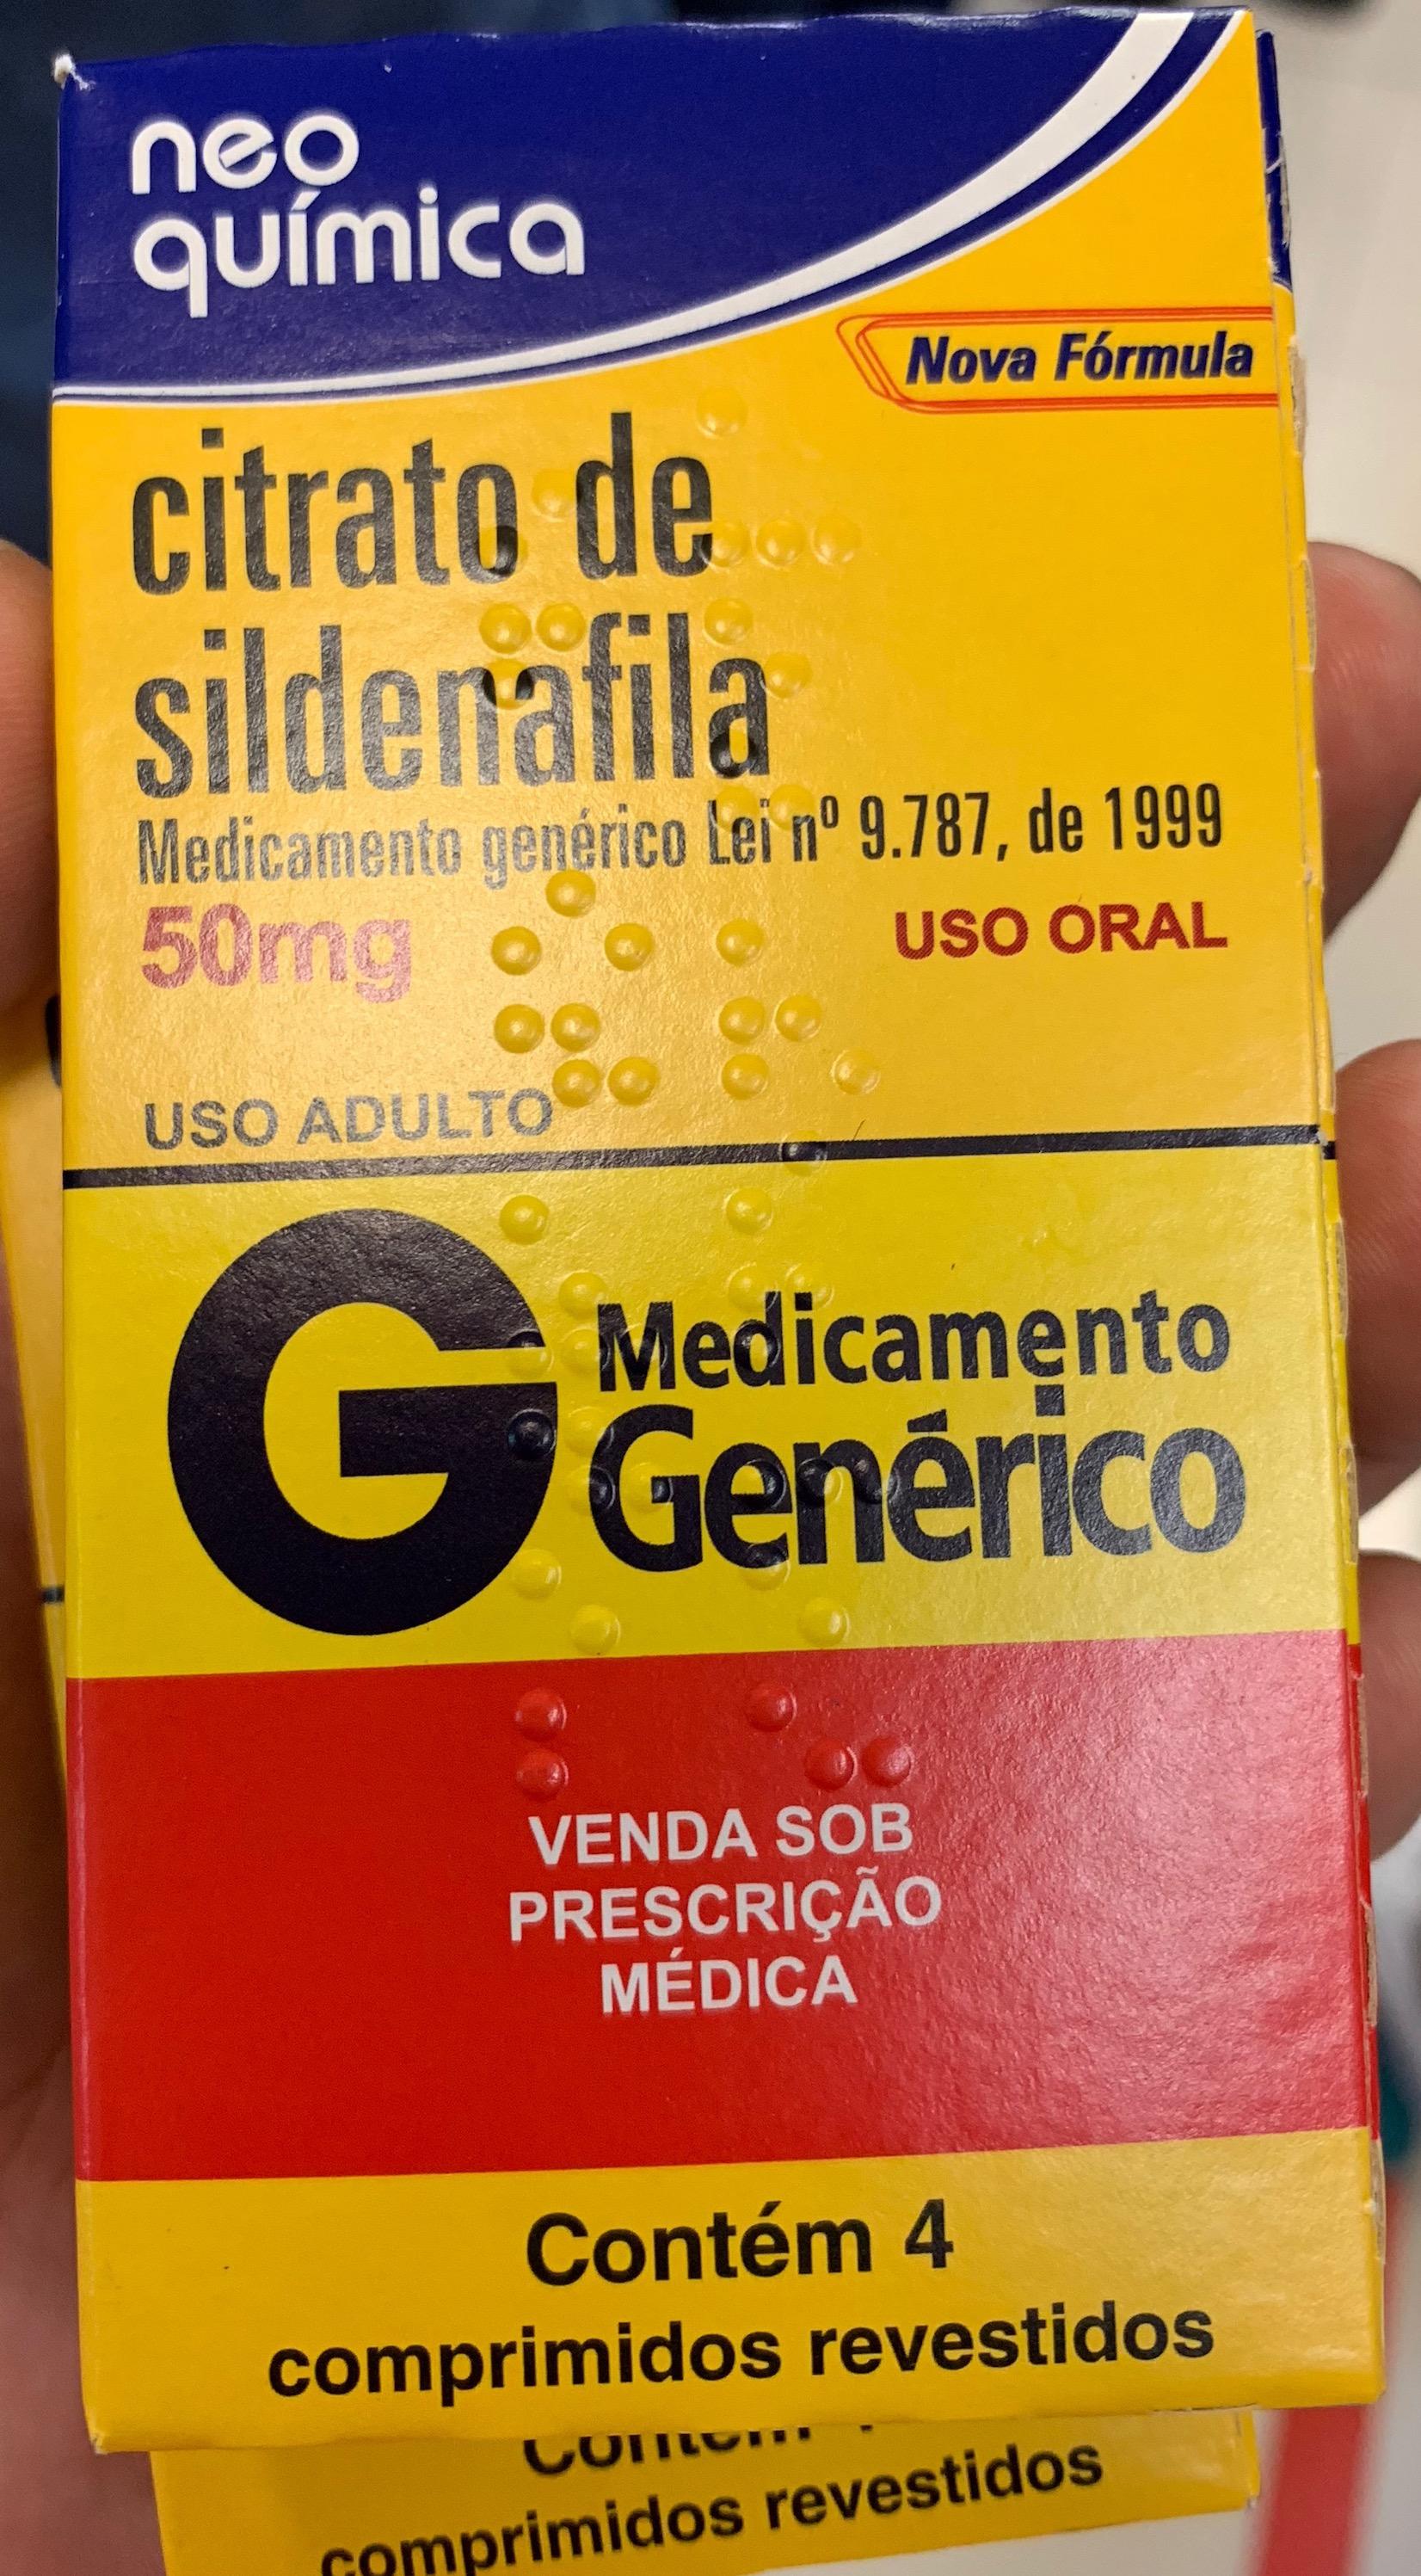 neo
química
Nova Fórmula
citrato de
sildenafila
Medicamento genérico Lei nº 9.787, de 1999
50mg
USO ORAL
USO ADULTO
G Medicamento
Genérico
VENDA SOB
PRESCRIÇÃO
MÉDICA
Contém 4
comprimidos revestidos
Contém
comprimidos revestidos